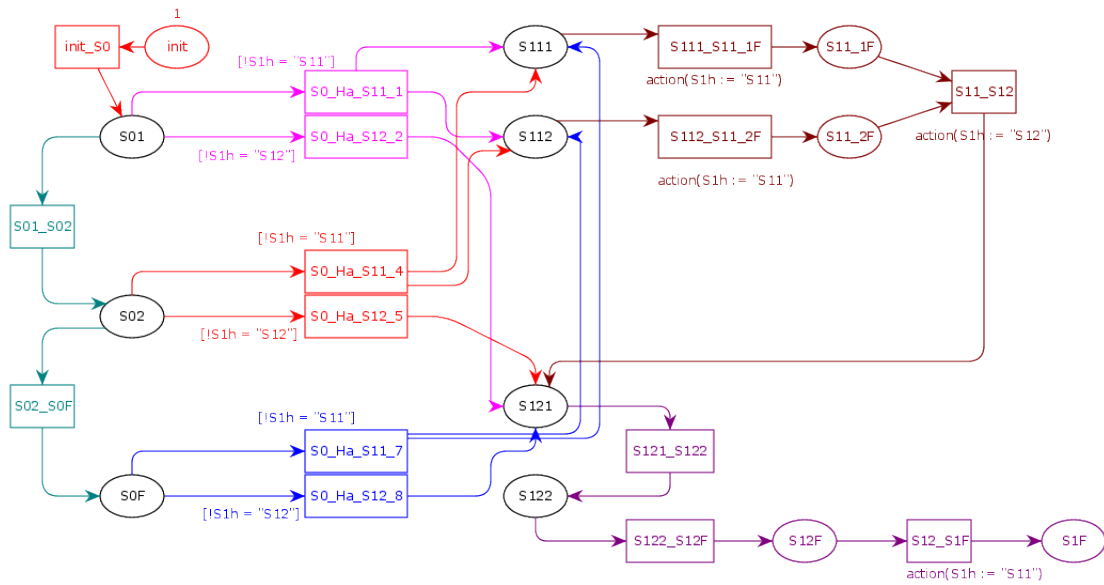 1
init_S0
init
S111
S111_S11_1F
S11_1F
[!S1h = "S11"]
action(S1h := "S11")
S0_Ha_S11_1
S11_S12
S01
S0_Ha_S12_2
S112
S112_S11_2F
S11_2F
action(S1h := "S12")
[!S1h = "S12"]
action(S1h := "S11")
S01_S02
[!S1h = "S11"]
S0_Ha_S11_4
S02
S0_Ha_S12_5
[!S1h = "S12"]
S02_S0F
S121
[!S1h = "S11"]
S0_Ha_S11_7
S121_S122
S0F
S0_Ha_S12_8
S122
[!S1h = "S12"]
S122_S12F
S12F
S12_S1F
S1F
action(S1h := "S11")